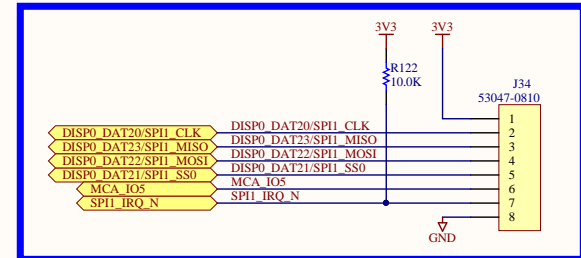 3V3 3V3
R122
10.0K
J34
53047-0810
DISP0_DAT20/SPI1_CLK DISP0_DAT20/SPI1_CLK
DISP0_DAT23/SPI1_MISO DISP0_DAT23/SPI1_MISO
DISP0_DAT22/SPI1_MOSI DISP0_DAT22/SPI1_MOSI
DISP0_DAT21/SPI1_SS0 DISP0_DAT21/SPI1_SS0
MCA_IO5 MCA_IO5
SPI1_IRQ_N SPI1_IRQ_N
1
2
3
4
5
6
7
8
GND